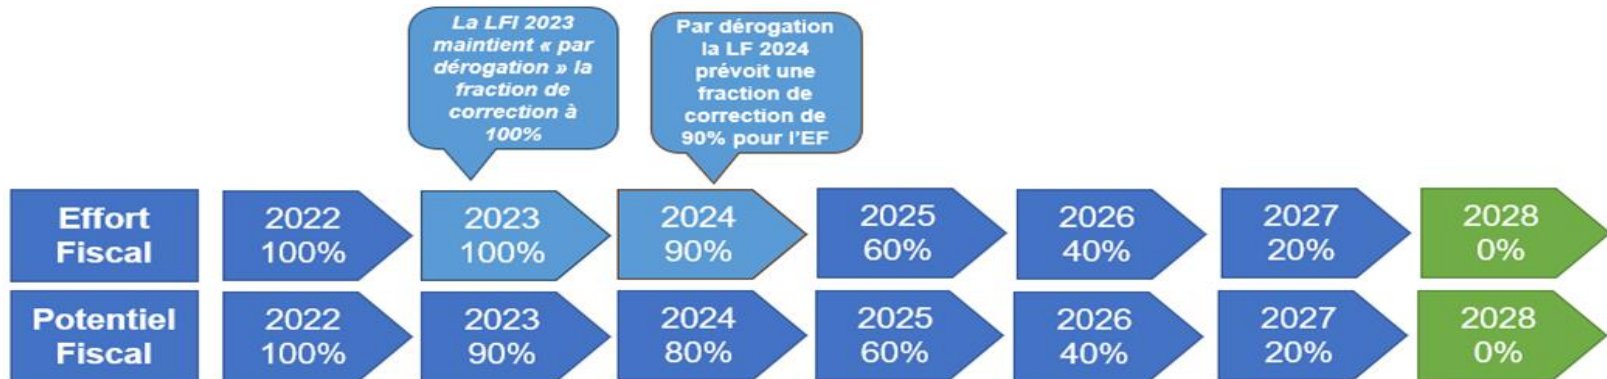 La LFI 2023
maintient « par
dérogation » la
fraction de
correction à
100%
Par dérogation
la LF 2024
prévoit une
fraction de
correction de
90% pour l'EF
Effort
Fiscal
2022
100%
2023
100%
2024
90%
2025
60%
2026
40%
2027
20%
2028
0%
Potentiel
Fiscal
2022
100%
2023
90%
2024
80%
2025
60%
2026
40%
2027
20%
2028
0%